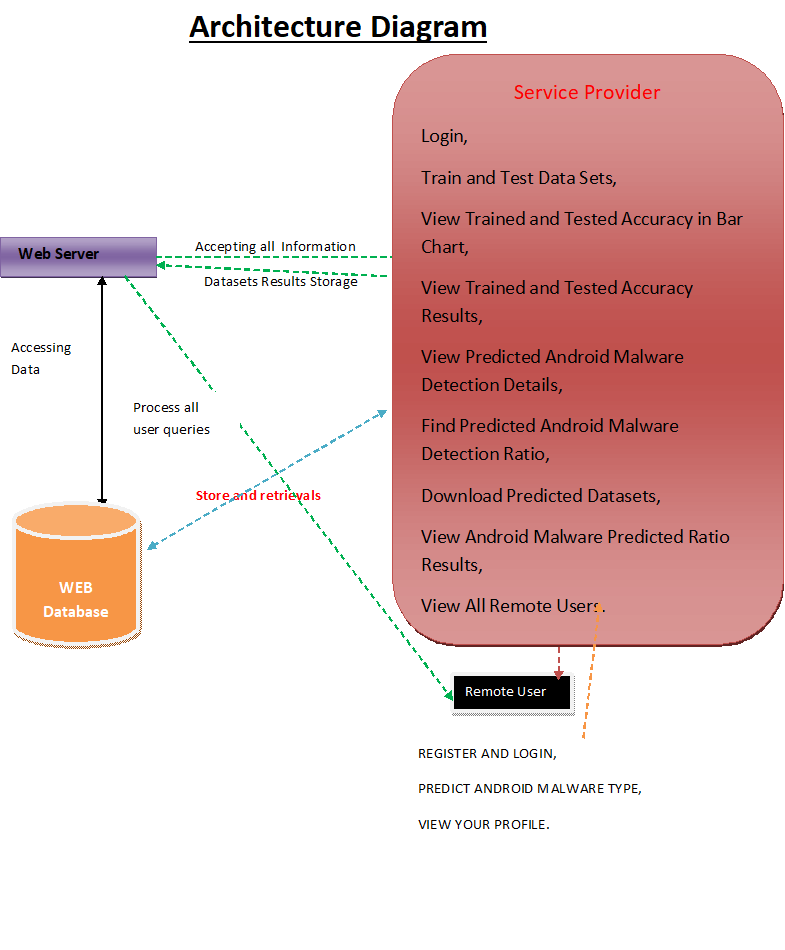 Architecture Diagram
Service Provider
Login,
Train and Test Data Sets,
View Trained and Tested Accuracy in Bar
Chart,
View Trained and Tested Accuracy
Results,
View Predicted Android Malware
Detection Details,
Find Predicted Android Malware
Detection Ratio,
Download Predicted Datasets,
View Android Malware Predicted Ratio
Results,
View All Remote Users.
Web Server
Accepting all Information
Datasets Results Storage
Accessing
Data
Process all
user queries
Store and retrievals
WEB
Database
Remote User
REGISTER AND LOGIN,
PREDICT ANDROID MALWARE TYPE,
VIEW YOUR PROFILE.